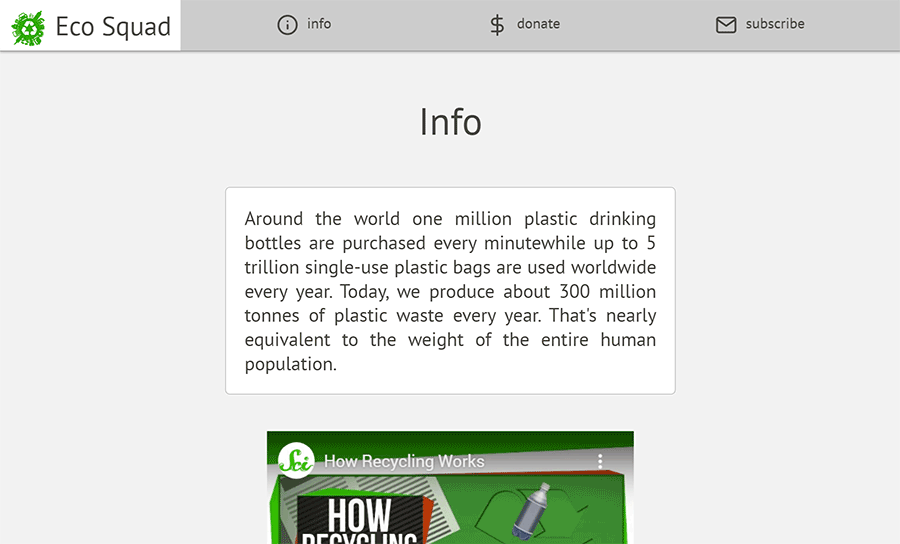 Eco Squad
info
donate
subscribe
Info
Around the world one million plastic drinking
bottles are purchased every minutewhile up to 5
trillion single-use plastic bags are used worldwide
every year. Today, we produce about 300 million
tonnes of plastic waste every year. That's nearly
equivalent to the weight of the entire human
population.
Sci
How Recycling Works
HOW
RECYCLING